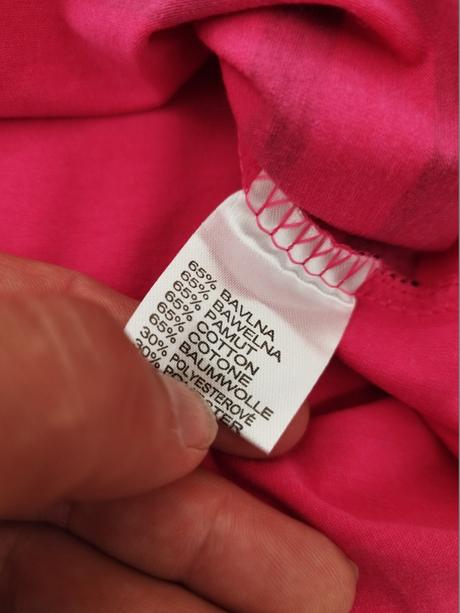 65% BAVLNA
65% BAWEŁNA
65% PAMUT
65% COTTON
65% COTONE
65% BAUMWOLLE
30% POLYESTEROVÉ